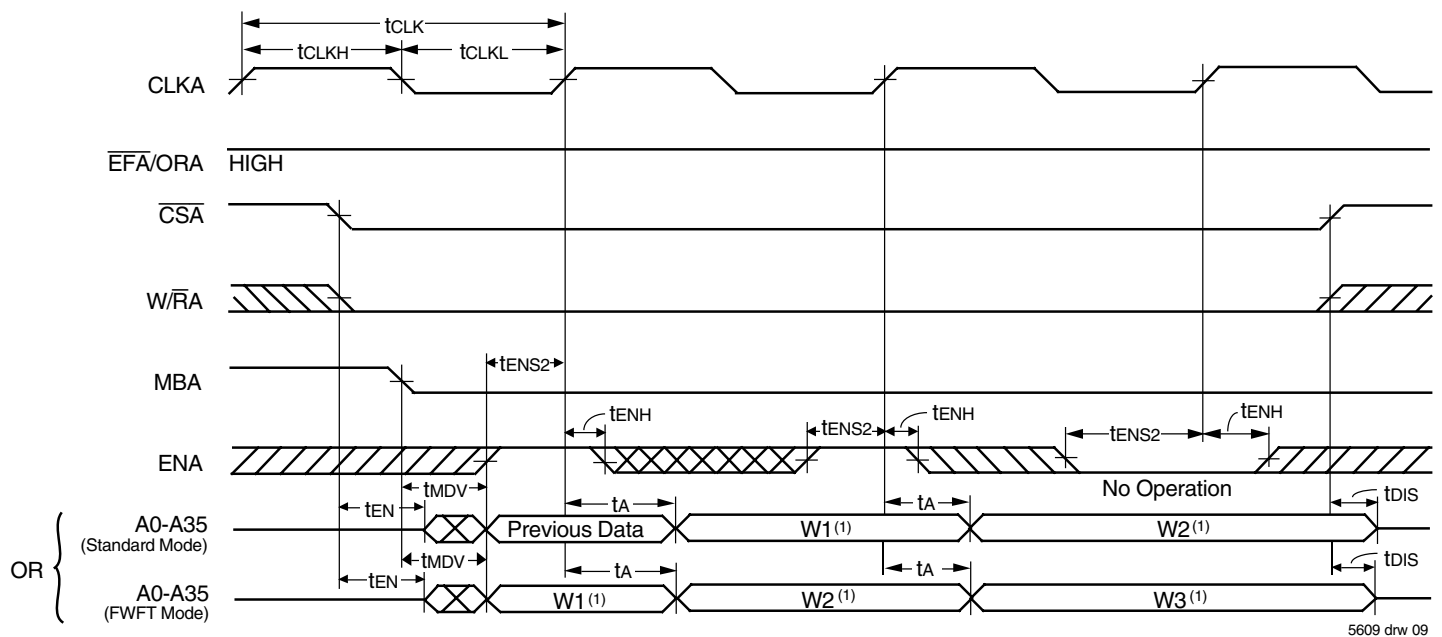 tCLK
tCLKH tCLKL
CLKA
EFA/ORA HIGH
CSA
W/RA
MBA tENS2
tENH tENS2 tENH tENS2 tENH
ENA
No Operation
tEN tMDV tA tA tDIS
A0-A35 Previous Data W1(1) W2(1)
(Standard Mode)
OR
tEN tMDV tA tA tDIS
A0-A35 W1(1) W2(1) W3(1)
(FWFT Mode)
5609 drw 09